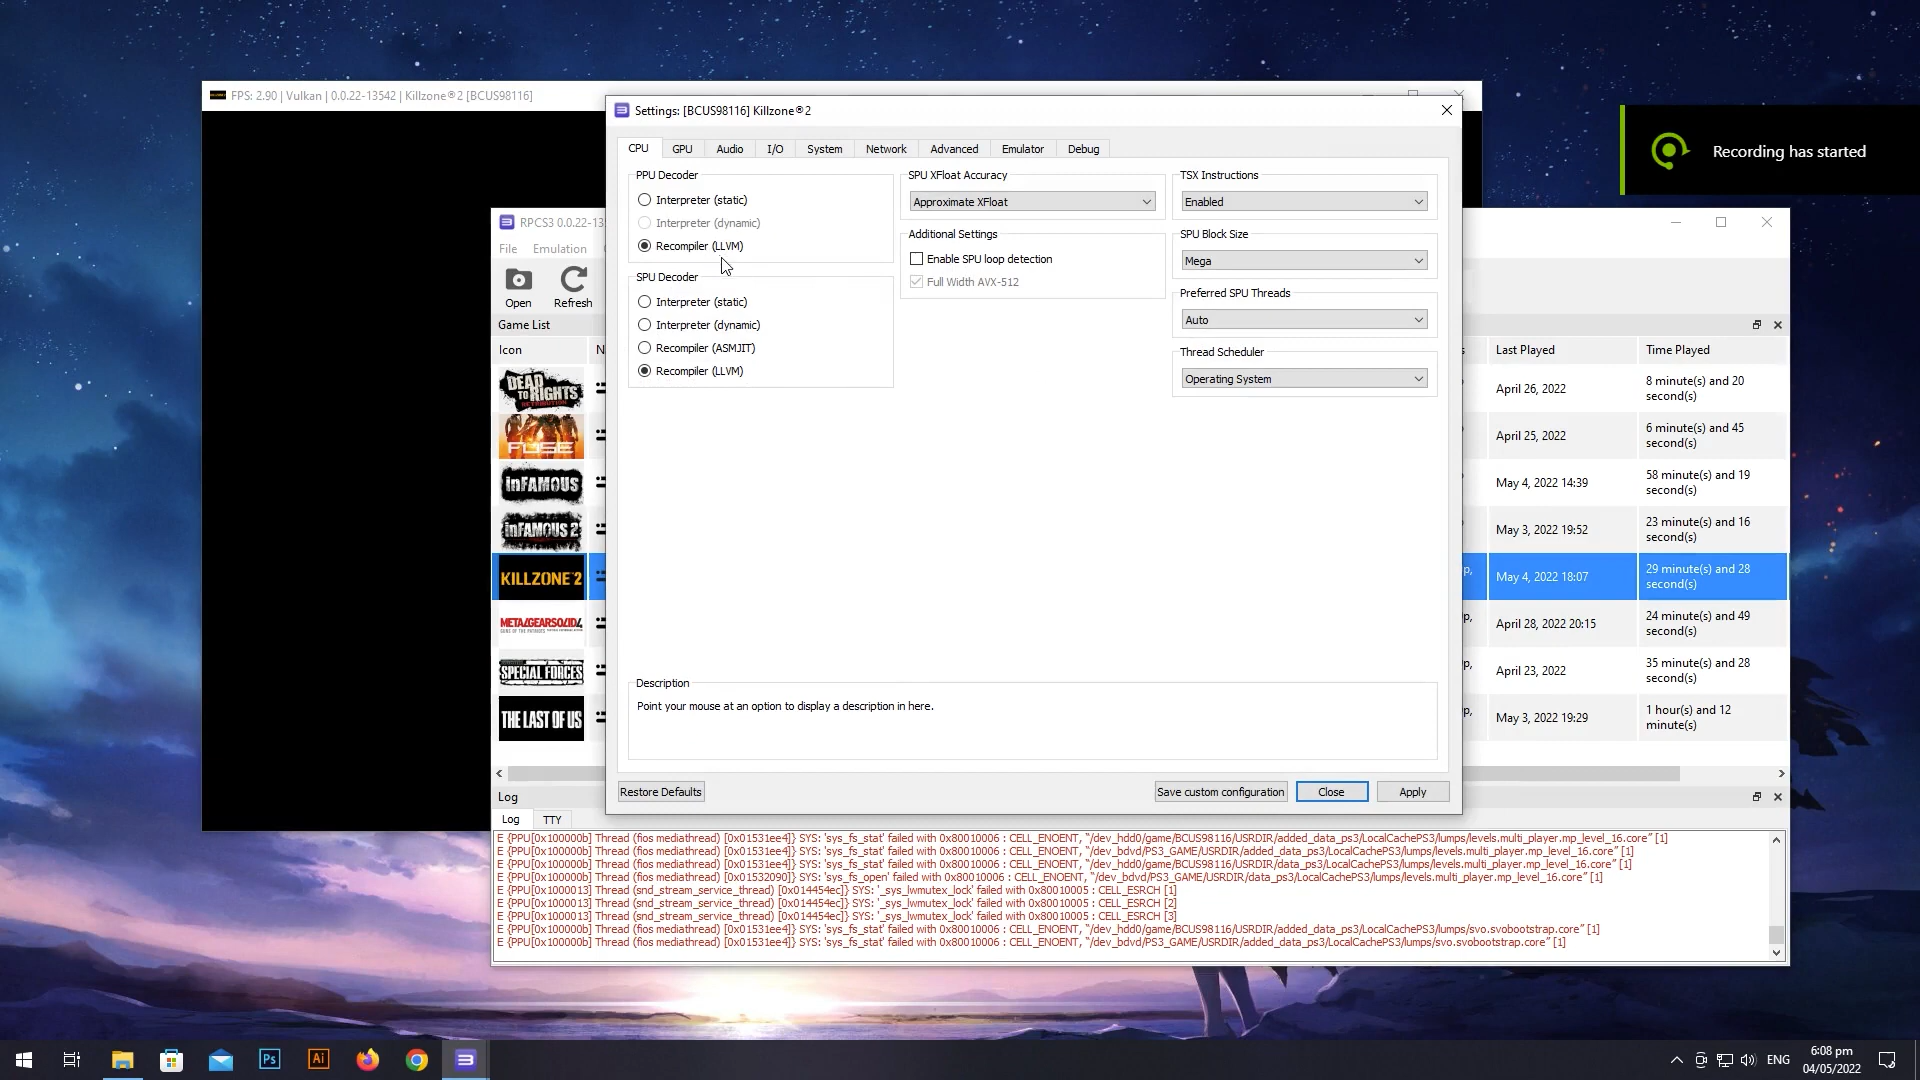 FPS: 2.90 | Vulkan | 0.0.22-13542 | Killzone®2 [BCUS98116]
Settings: [BCUS98116] Killzone®2
Recording has started
CPU GPU Audio I/O System Network Advanced Emulator Debug
PPU Decoder
Interpreter (static)
Interpreter (dynamic)
Recompiler (LLVM)
SPU Decoder
Interpreter (static)
Interpreter (dynamic)
Recompiler (ASMJIT)
Recompiler (LLVM)
SPU XFloat Accuracy
Approximate XFloat
Additional Settings
Enable SPU loop detection
Full Width AVX-512
TSX Instructions
Enabled
SPU Block Size
Mega
Preferred SPU Threads
Auto
Thread Scheduler
Operating System
Description
Point your mouse at an option to display a description in here.
Restore Defaults Save custom configuration Close Apply
RPCS3 0.0.22-13
File Emulation
Open Refresh
Game List
Icon N Last Played Time Played
DEAD TO RIGHTS
RETRIBUTION
April 26, 2022
8 minute(s) and 20
second(s)
FUSE
April 25, 2022
6 minute(s) and 45
second(s)
inFAMOUS
May 4, 2022 14:39
58 minute(s) and 19
second(s)
inFAMOUS 2
May 3, 2022 19:52
23 minute(s) and 16
second(s)
KILLZONE 2
May 4, 2022 18:07
29 minute(s) and 28
second(s)
METAL GEAR SOLID 4
GUNS OF THE PATRIOTS
April 28, 2022 20:15
24 minute(s) and 49
second(s)
SPECIAL FORCES
April 23, 2022
35 minute(s) and 28
second(s)
THE LAST OF US
May 3, 2022 19:29
1 hour(s) and 12
minute(s)
Log
Log TTY
E {PPU[0x100000b] Thread (fios mediathread) [0x01531ee4]} SYS: 'sys_fs_stat' failed with 0x80010006 : CELL_ENOENT, “/dev_hdd0/game/BCUS98116/USRDIR/added_data_ps3/LocalCachePS3/lumps/levels.multi_player.mp_level_16.core” [1]
E {PPU[0x100000b] Thread (fios mediathread) [0x01531ee4]} SYS: 'sys_fs_stat' failed with 0x80010006 : CELL_ENOENT, “/dev_bdvd/PS3_GAME/USRDIR/added_data_ps3/LocalCachePS3/lumps/levels.multi_player.mp_level_16.core” [1]
E {PPU[0x100000b] Thread (fios mediathread) [0x01531ee4]} SYS: 'sys_fs_stat' failed with 0x80010006 : CELL_ENOENT, “/dev_hdd0/game/BCUS98116/USRDIR/data_ps3/LocalCachePS3/lumps/levels.multi_player.mp_level_16.core” [1]
E {PPU[0x100000b] Thread (fios mediathread) [0x01532090]} SYS: 'sys_fs_open' failed with 0x80010006 : CELL_ENOENT, “/dev_bdvd/PS3_GAME/USRDIR/data_ps3/LocalCachePS3/lumps/levels.multi_player.mp_level_16.core” [1]
E {PPU[0x1000013] Thread (snd_stream_service_thread) [0x014454ec]} SYS: '_sys_lwmutex_lock' failed with 0x80010005 : CELL_ESRCH [1]
E {PPU[0x1000013] Thread (snd_stream_service_thread) [0x014454ec]} SYS: '_sys_lwmutex_lock' failed with 0x80010005 : CELL_ESRCH [2]
E {PPU[0x1000013] Thread (snd_stream_service_thread) [0x014454ec]} SYS: '_sys_lwmutex_lock' failed with 0x80010005 : CELL_ESRCH [3]
E {PPU[0x100000b] Thread (fios mediathread) [0x01531ee4]} SYS: 'sys_fs_stat' failed with 0x80010006 : CELL_ENOENT, “/dev_hdd0/game/BCUS98116/USRDIR/added_data_ps3/LocalCachePS3/lumps/svo.svobootstrap.core” [1]
E {PPU[0x100000b] Thread (fios mediathread) [0x01531ee4]} SYS: 'sys_fs_stat' failed with 0x80010006 : CELL_ENOENT, “/dev_bdvd/PS3_GAME/USRDIR/added_data_ps3/LocalCachePS3/lumps/svo.svobootstrap.core” [1]
Ps Ai ENG
6:08 pm
04/05/2022